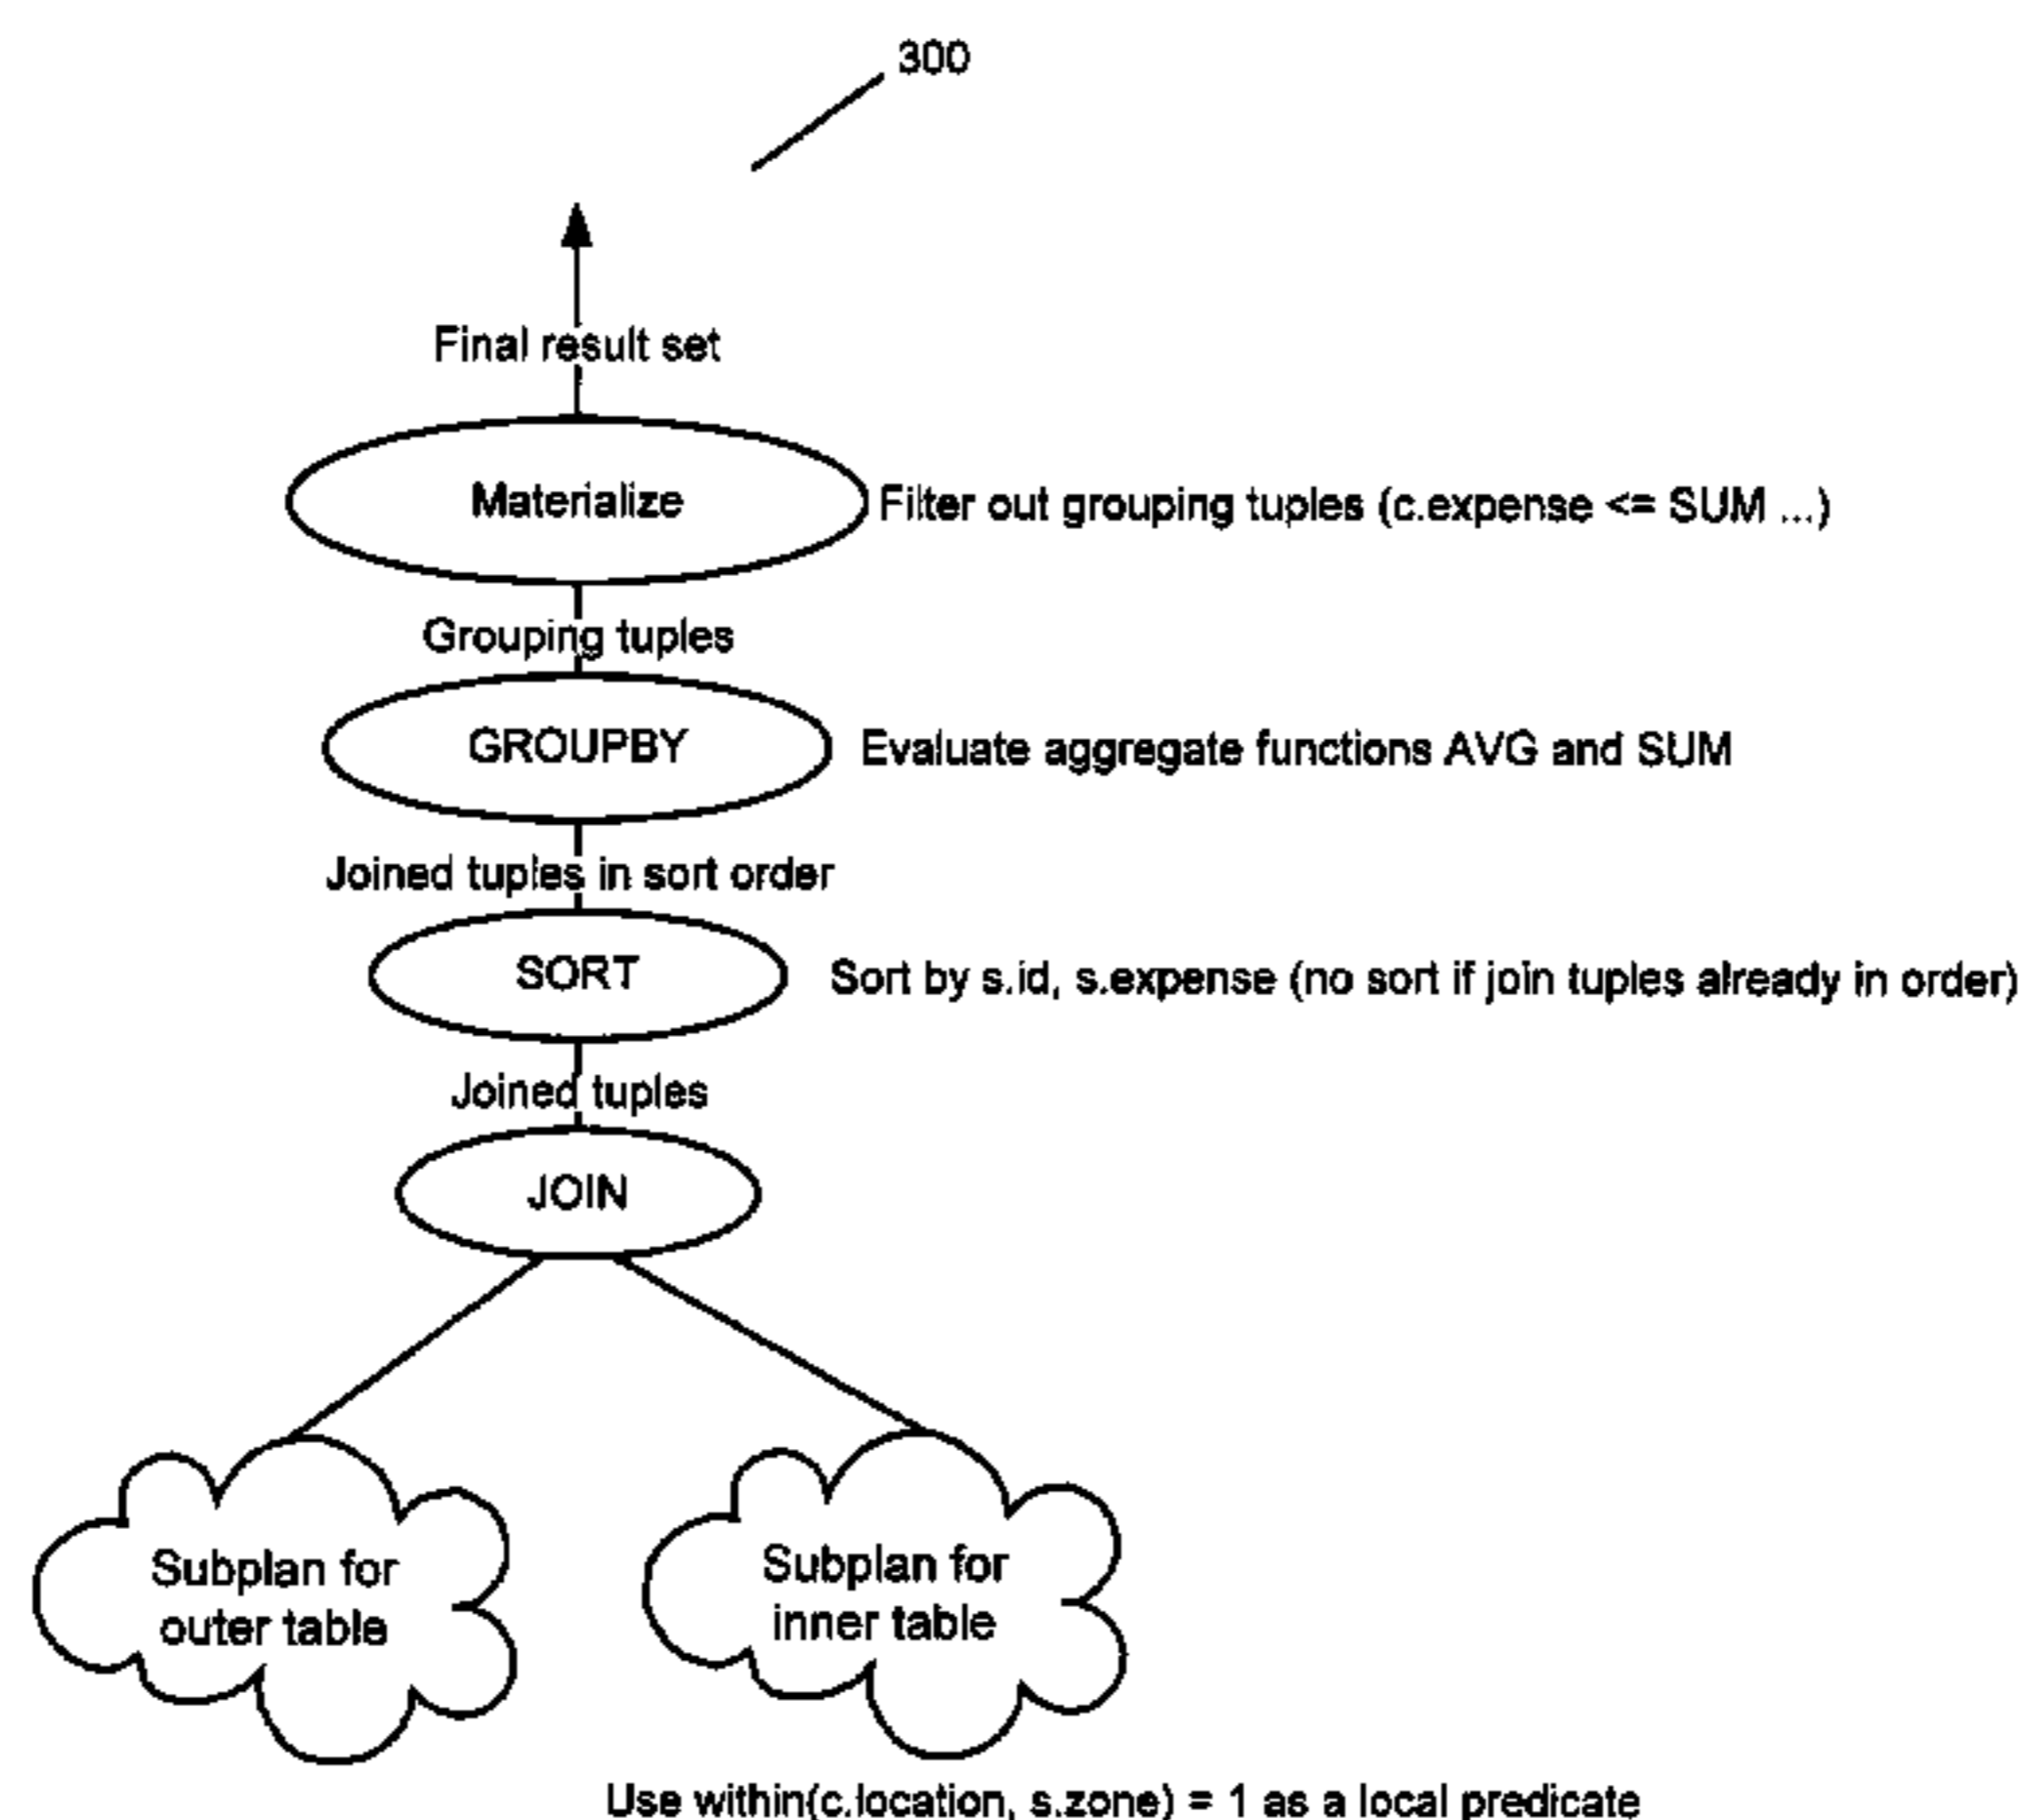 300
Final result set
Materialize
Filter out grouping tuples (c.expense <= SUM ...)
Grouping tuples
GROUPBY
Evaluate aggregate functions AVG and SUM
Joined tuples in sort order
SORT
Sort by s.id, s.expense (no sort if join tuples already in order)
Joined tuples
JOIN
Subplan for
outer table
Subplan for
inner table
Use within(c.location, s.zone) = 1 as a local predicate